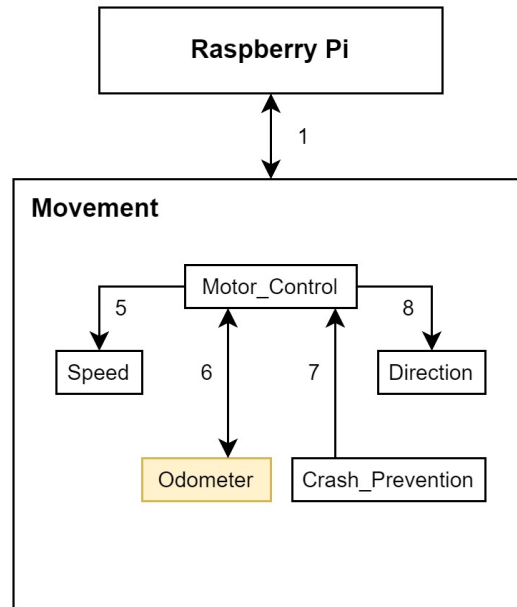 Raspberry Pi
1
Movement
Motor_Control
5
8
Speed
6
7
Direction
Odometer
Crash_Prevention